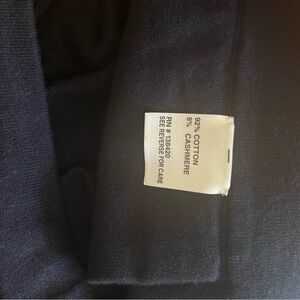 92% COTTON
8% CASHMERE
RN # 138420
SEE REVERSE FOR CARE